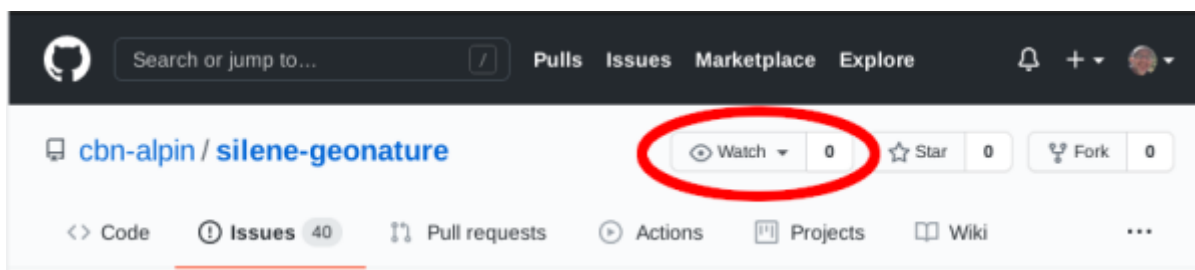 Search or jump to... / Pulls Issues Marketplace Explore
cbn-alpin / silene-geonature Watch 0 Star 0 Fork 0
Code Issues 40 Pull requests Actions Projects Wiki ...